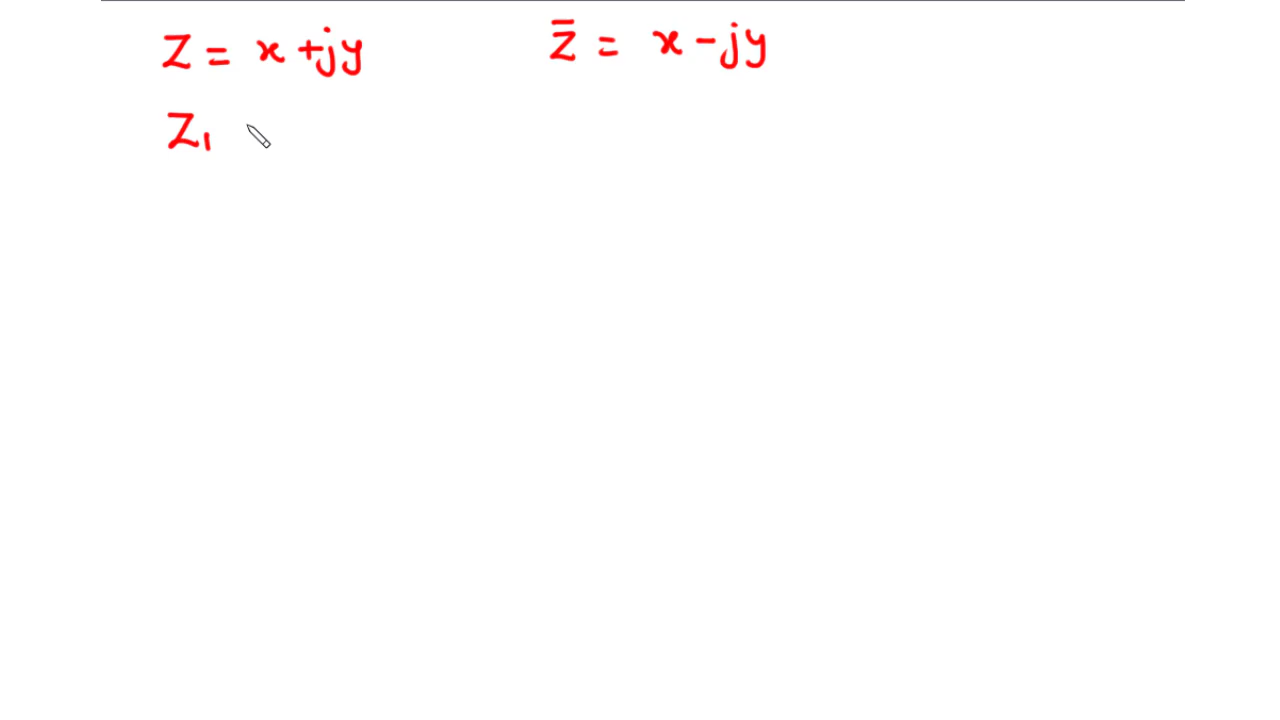 z = x + jy z̄ = x - jy
z₁